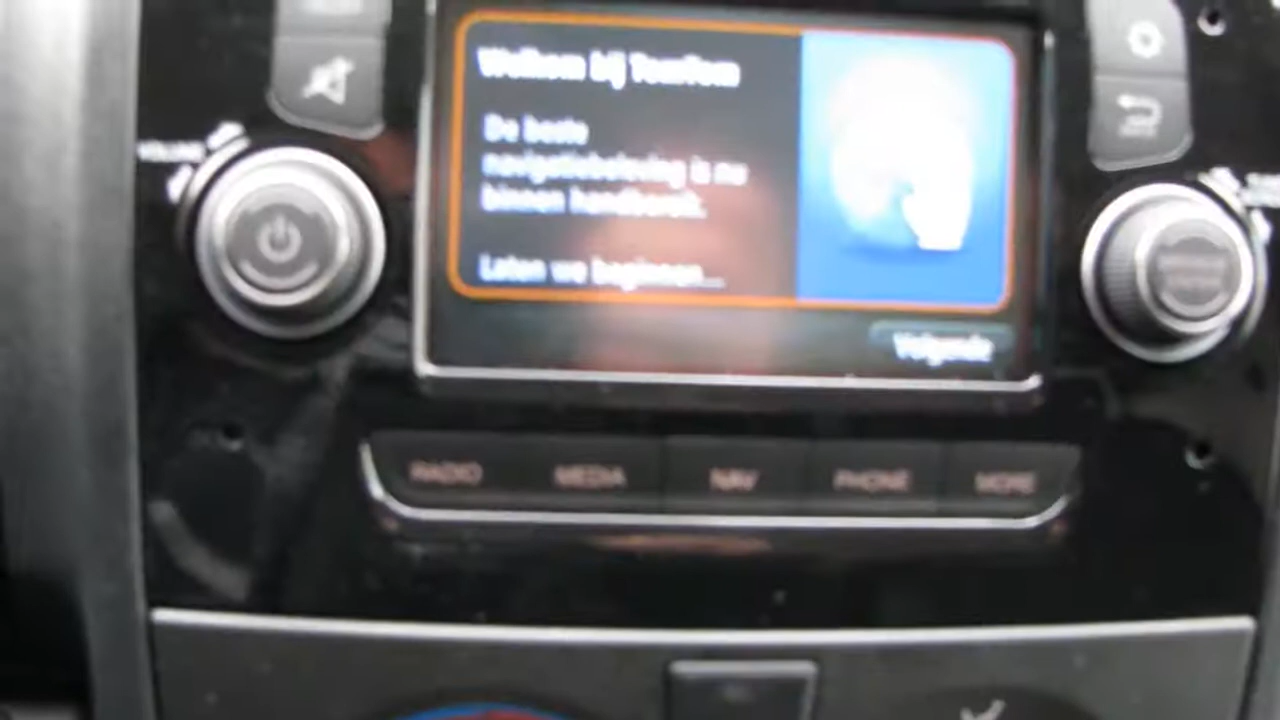 VOLUME
Welkom bij TomTom
De beste
navigatiebeleving is nu
binnen handbereik.
Laten we beginnen...
Volgende
RADIO
MEDIA
NAV
PHONE
MORE